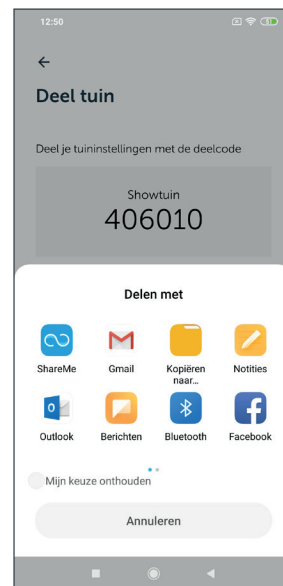 12:50
Deel tuin
Deel je tuininstellingen met de deelcode
Showtuin
406010
Delen met
ShareMe
Gmail
Kopiëren
naar...
Notities
Outlook
Berichten
Bluetooth
Facebook
Mijn keuze onthouden
Annuleren